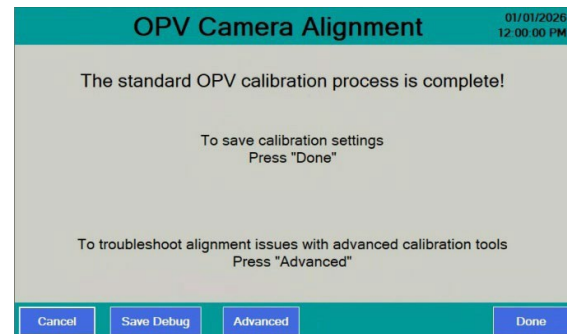 OPV Camera Alignment
01/01/2026
12:00:00 PM
The standard OPV calibration process is complete!
To save calibration settings
Press "Done"
To troubleshoot alignment issues with advanced calibration tools
Press "Advanced"
Cancel
Save Debug
Advanced
Done